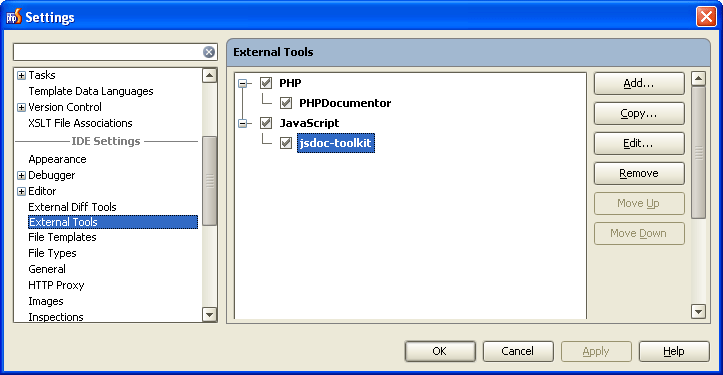 Settings
Tasks
Template Data Languages
Version Control
XSLT File Associations
IDE Settings
Appearance
Debugger
Editor
External Diff Tools
External Tools
File Templates
File Types
General
HTTP Proxy
Images
Inspections
External Tools
PHP
PHPDocumentor
JavaScript
jsdoc-toolkit
Add...
Copy...
Edit...
Remove
Move Up
Move Down
OK
Cancel
Apply
Help